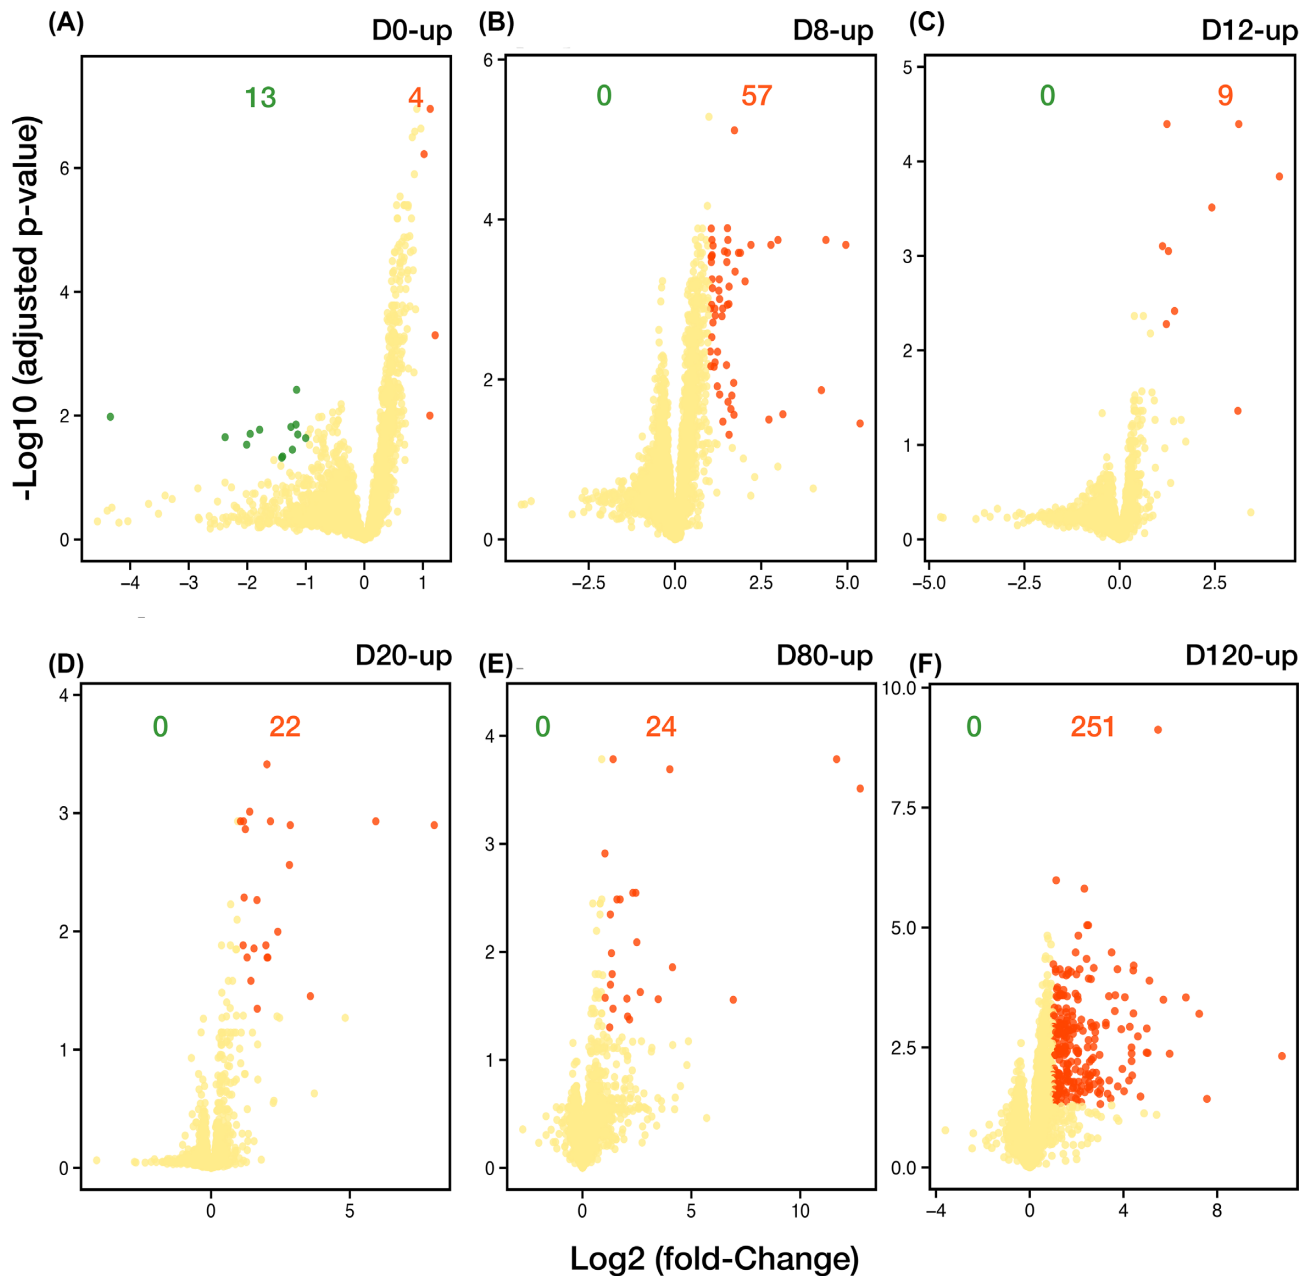 (A) D0-up (B) D8-up (C) D12-up
13 4 0 57 0 9
6 4 2 0
6 4 2 0
5 4 3 2 1 0
−4 −3 −2 −1 0 1
−2.5 0.0 2.5 5.0
−5.0 −2.5 0.0 2.5
-Log10 (adjusted p-value)
(D) D20-up (E) D80-up (F) D120-up
0 22 0 24 0 251
4 3 2 1 0
4 3 2 1 0
10.0 7.5 5.0 2.5 0.0
0 5
0 5 10
−4 0 4 8
Log2 (fold-Change)